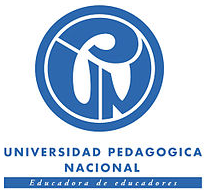 UNIVERSIDAD PEDAGOGICA
NACIONAL
Educadora de educadores